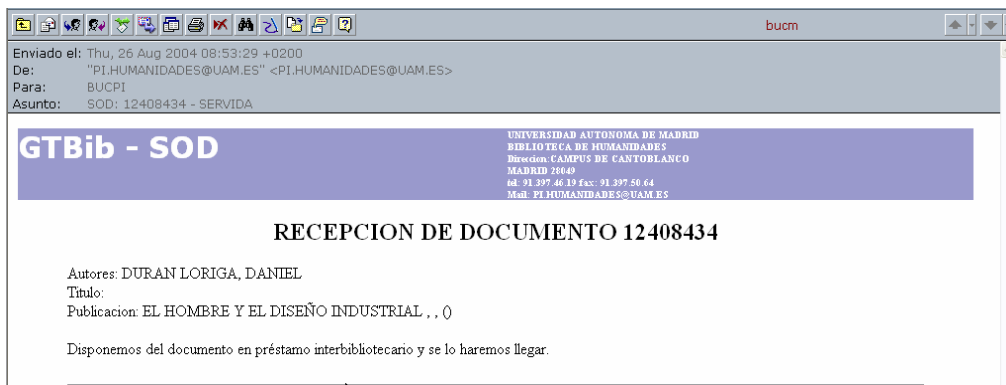 bucm
Enviado el: Thu, 26 Aug 2004 08:53:29 +0200
De: "PI.HUMANIDADES@UAM.ES" <PI.HUMANIDADES@UAM.ES>
Para: BUCPI
Asunto: SOD: 12408434 - SERVIDA
GTBib - SOD
UNIVERSIDAD AUTONOMA DE MADRID
BIBLIOTECA DE HUMANIDADES
Direccion: CAMPUS DE CANTOBLANCO
MADRID 28049
tel: 91.397.46.19 fax: 91.397.50.64
Mail: PI.HUMANIDADES@UAM.ES
RECEPCION DE DOCUMENTO 12408434
Autores: DURAN LORIGA, DANIEL
Titulo:
Publicacion: EL HOMBRE Y EL DISEÑO INDUSTRIAL , , ()
Disponemos del documento en préstamo interbibliotecario y se lo haremos llegar.